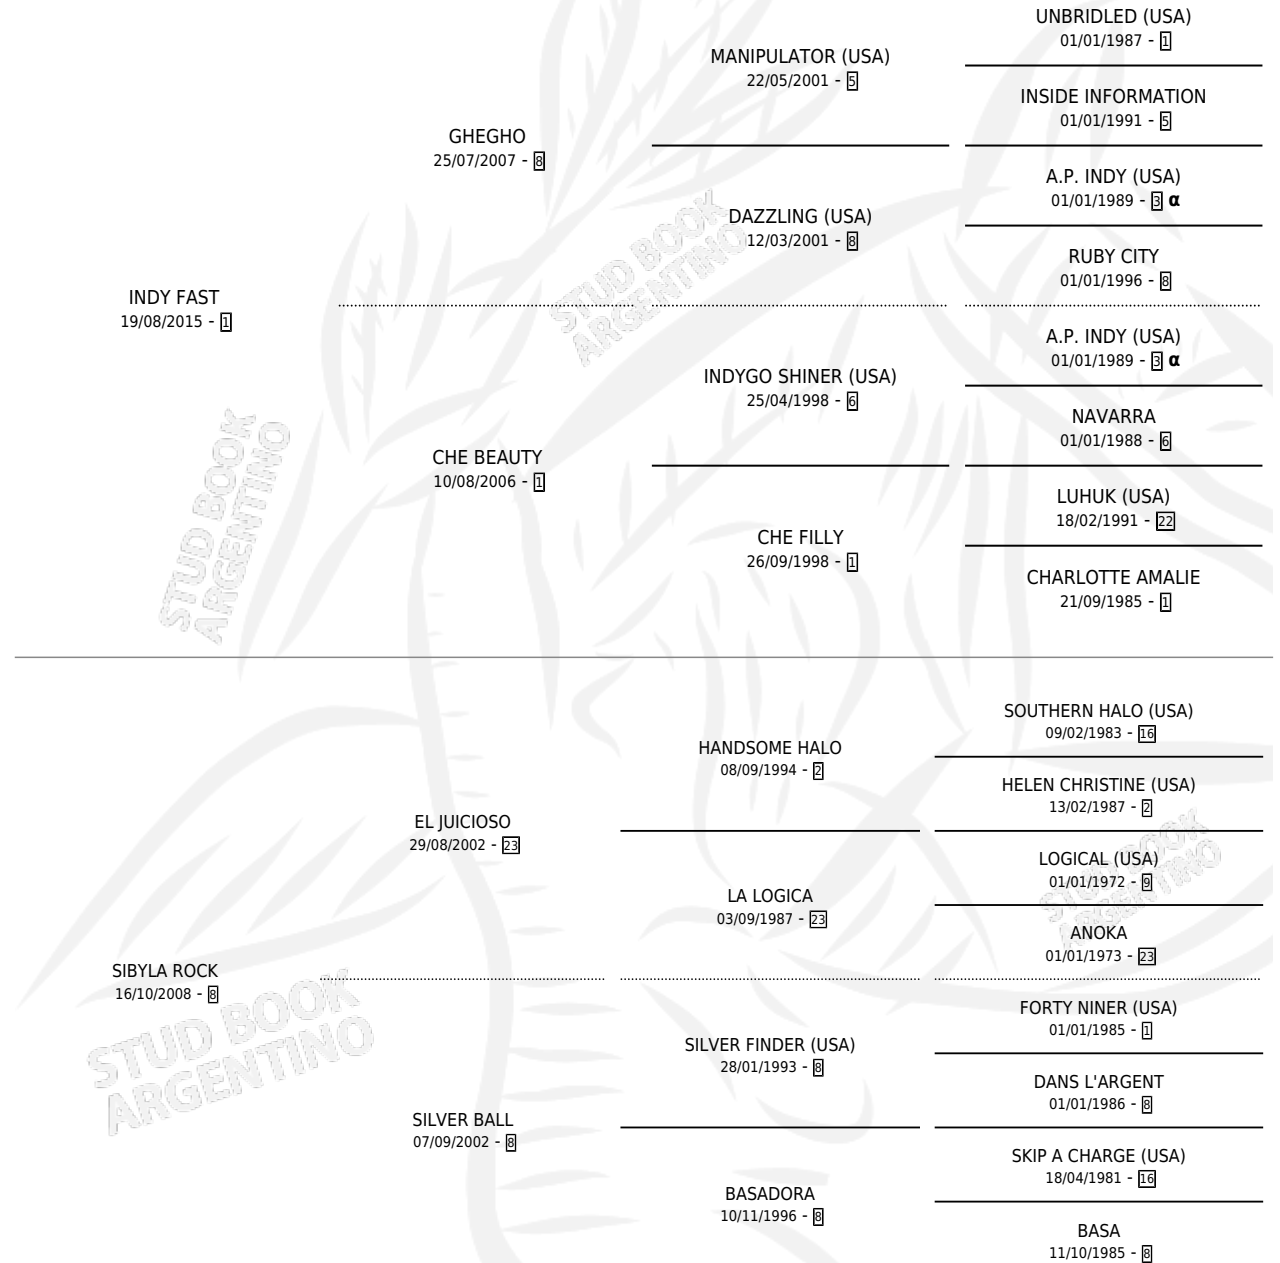 UNBRIDLED (USA)
01/01/1987 - 1
MANIPULATOR (USA)
22/05/2001 - 5
INSIDE INFORMATION
01/01/1991 - 5
GHEGHO
25/07/2007 - 8
A.P. INDY (USA)
01/01/1989 - 3 α
DAZZLING (USA)
12/03/2001 - 8
RUBY CITY
01/01/1996 - 8
INDY FAST
19/08/2015 - 1
A.P. INDY (USA)
01/01/1989 - 3 α
INDYGO SHINER (USA)
25/04/1998 - 6
NAVARRA
01/01/1988 - 6
CHE BEAUTY
10/08/2006 - 1
LUHUK (USA)
18/02/1991 - 22
CHE FILLY
26/09/1998 - 1
CHARLOTTE AMALIE
21/09/1985 - 1
SOUTHERN HALO (USA)
09/02/1983 - 16
HANDSOME HALO
08/09/1994 - 2
HELEN CHRISTINE (USA)
13/02/1987 - 2
EL JUICIOSO
29/08/2002 - 23
LOGICAL (USA)
01/01/1972 - 9
LA LOGICA
03/09/1987 - 23
ANOKA
01/01/1973 - 23
SIBYLA ROCK
16/10/2008 - 8
FORTY NINER (USA)
01/01/1985 - 1
SILVER FINDER (USA)
28/01/1993 - 8
DANS L'ARGENT
01/01/1986 - 8
SILVER BALL
07/09/2002 - 8
SKIP A CHARGE (USA)
18/04/1981 - 16
BASADORA
10/11/1996 - 8
BASA
11/10/1985 - 8
STUD BOOK
ARGENTINO
STUD BOOK
ARGENTINO
STUD BOOK
ARGENTINO
STUD BOOK
ARGENTINO